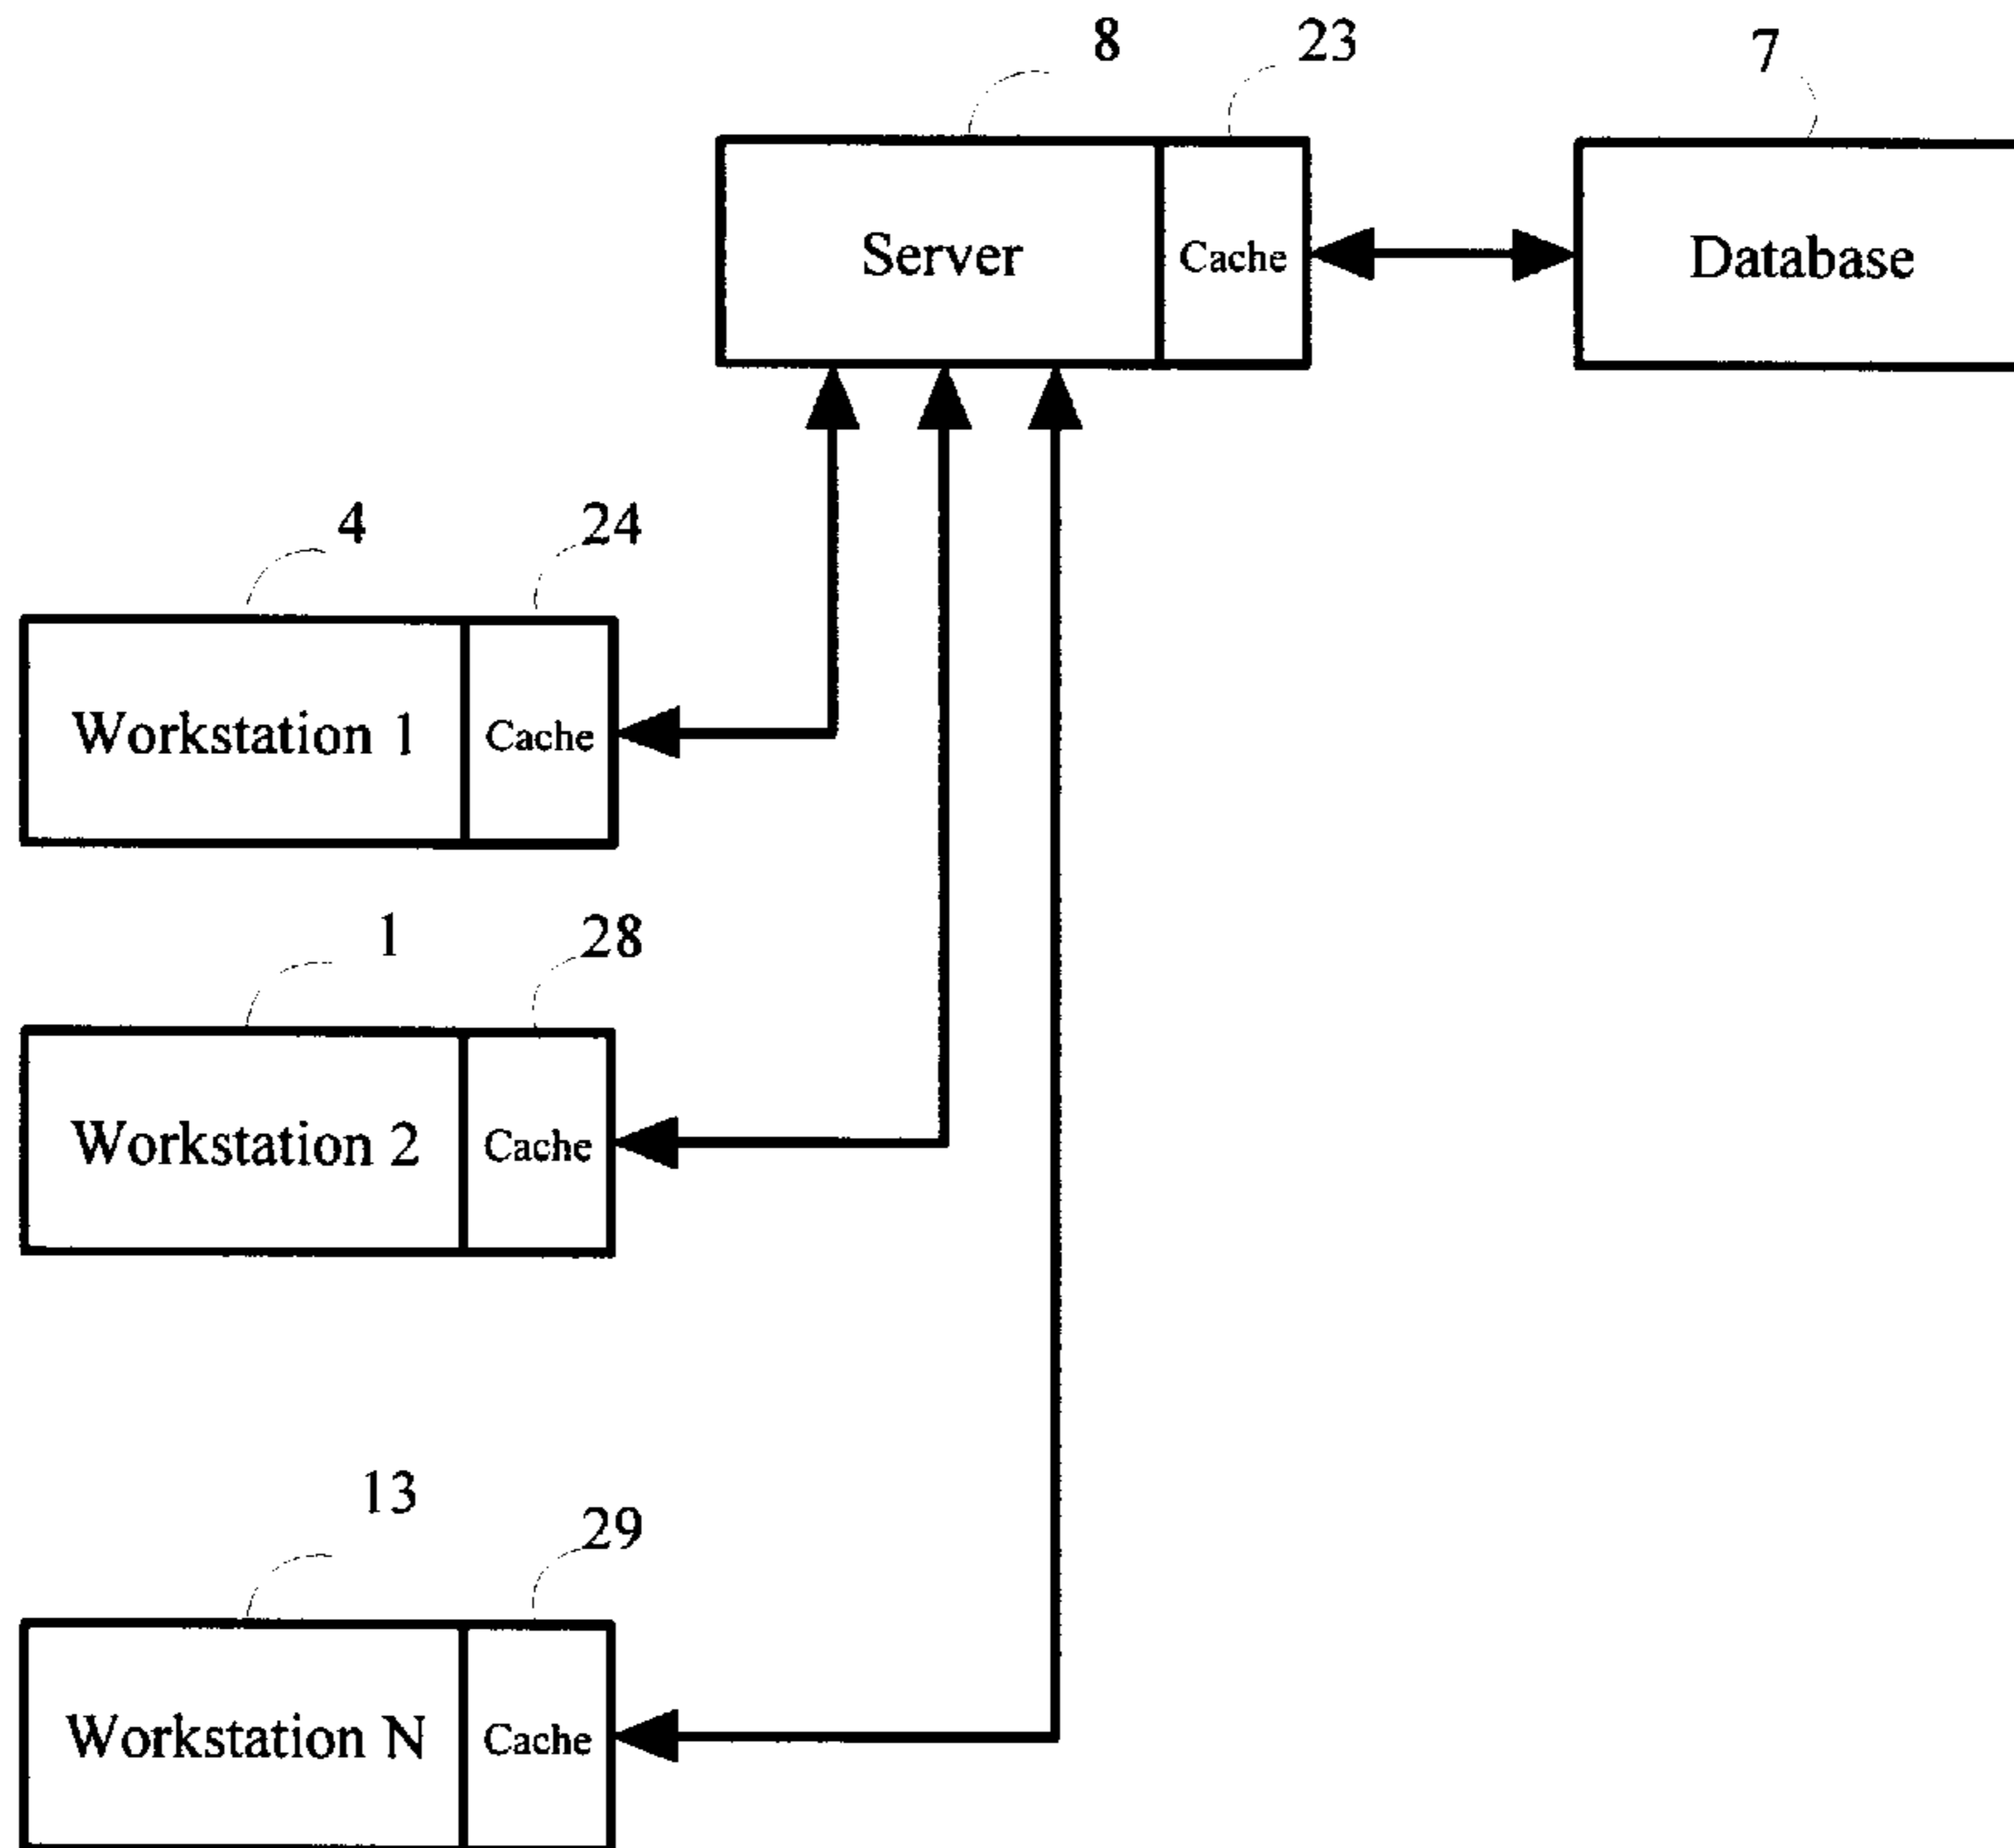 8 23 7
Server Cache Database
4 24
Workstation 1 Cache
1 28
Workstation 2 Cache
13 29
Workstation N Cache